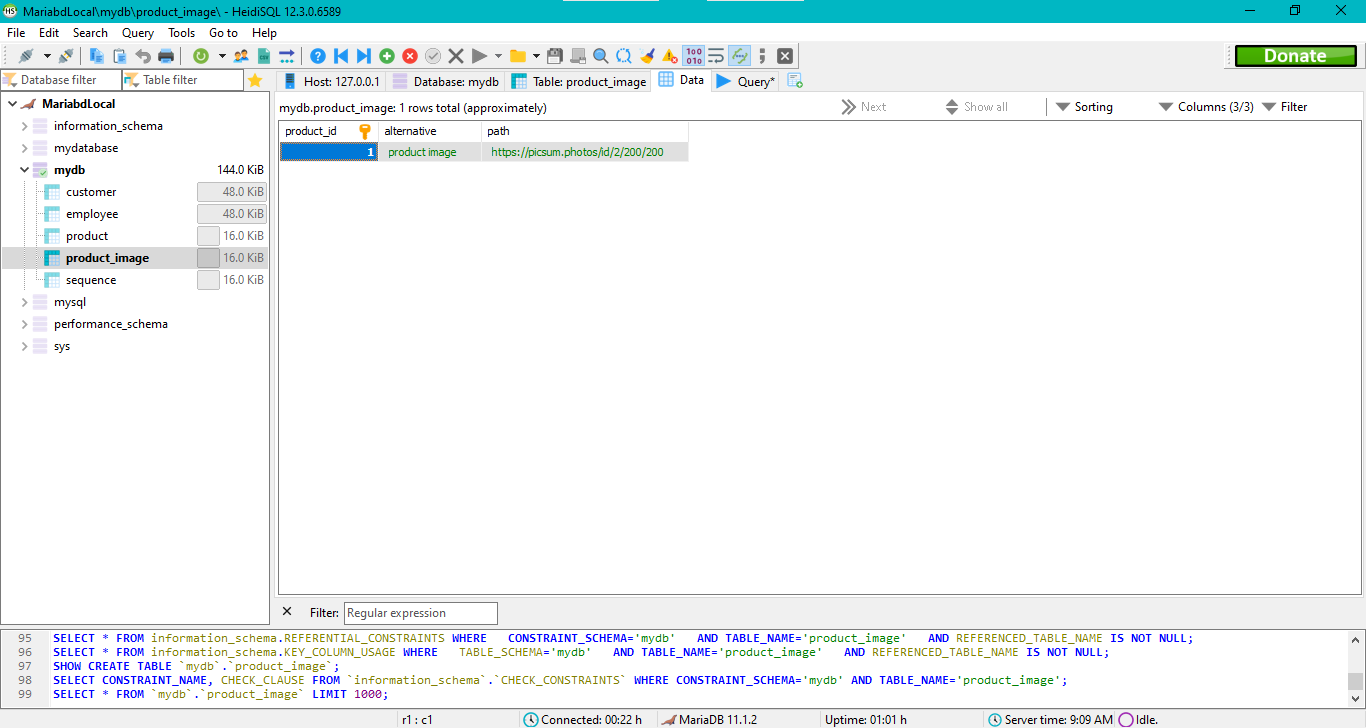 MariabdLocal\mydb\product_image\ - HeidiSQL 12.3.0.6589
File Edit Search Query Tools Go to Help
Donate
Database filter Table filter
Host: 127.0.0.1 Database: mydb Table: product_image Data Query*
MariabdLocal
information_schema
mydatabase
mydb 144.0 KiB
customer 48.0 KiB
employee 48.0 KiB
product 16.0 KiB
product_image 16.0 KiB
sequence 16.0 KiB
mysql
performance_schema
sys
mydb.product_image: 1 rows total (approximately) Next Show all Sorting Columns (3/3) Filter
product_id alternative path
1 product image https://picsum.photos/id/2/200/200
Filter: Regular expression
95 SELECT * FROM information_schema.REFERENTIAL_CONSTRAINTS WHERE CONSTRAINT_SCHEMA='mydb' AND TABLE_NAME='product_image' AND REFERENCED_TABLE_NAME IS NOT NULL;
96 SELECT * FROM information_schema.KEY_COLUMN_USAGE WHERE TABLE_SCHEMA='mydb' AND TABLE_NAME='product_image' AND REFERENCED_TABLE_NAME IS NOT NULL;
97 SHOW CREATE TABLE `mydb`.`product_image`;
98 SELECT CONSTRAINT_NAME, CHECK_CLAUSE FROM `information_schema`.`CHECK_CONSTRAINTS` WHERE CONSTRAINT_SCHEMA='mydb' AND TABLE_NAME='product_image';
99 SELECT * FROM `mydb`.`product_image` LIMIT 1000;
r1 : c1 Connected: 00:22 h MariaDB 11.1.2 Uptime: 01:01 h Server time: 9:09 AM Idle.